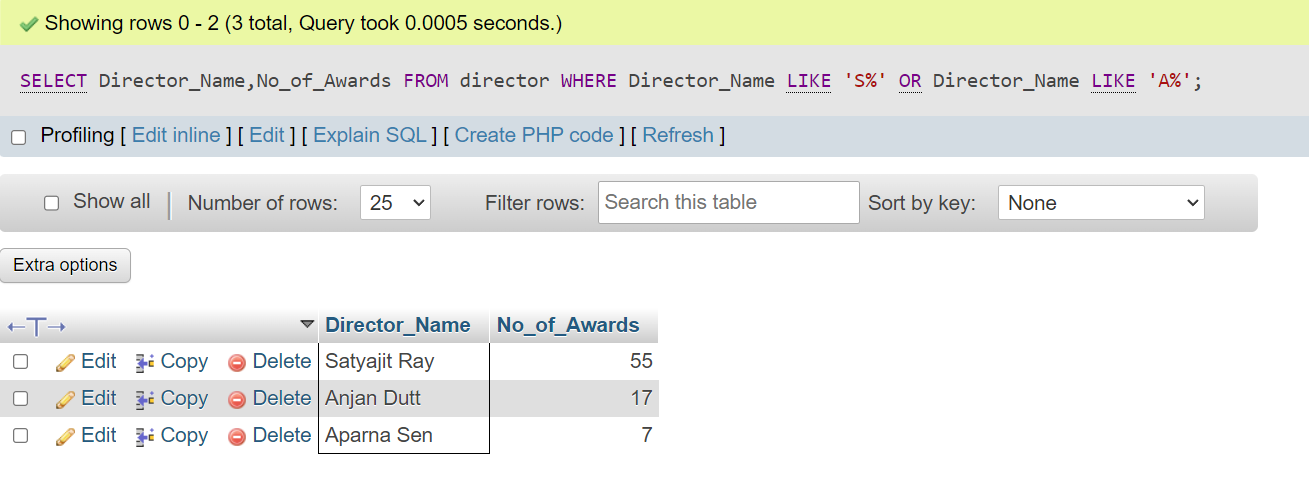 Showing rows 0 - 2 (3 total, Query took 0.0005 seconds.)
SELECT Director_Name,No_of_Awards FROM director WHERE Director_Name LIKE 'S%' OR Director_Name LIKE 'A%';
Profiling [ Edit inline ] [ Edit ] [ Explain SQL ] [ Create PHP code ] [ Refresh ]
Show all | Number of rows: 25 Filter rows: Search this table Sort by key: None
Extra options
←T→ Director_Name No_of_Awards
Edit Copy Delete Satyajit Ray 55
Edit Copy Delete Anjan Dutt 17
Edit Copy Delete Aparna Sen 7